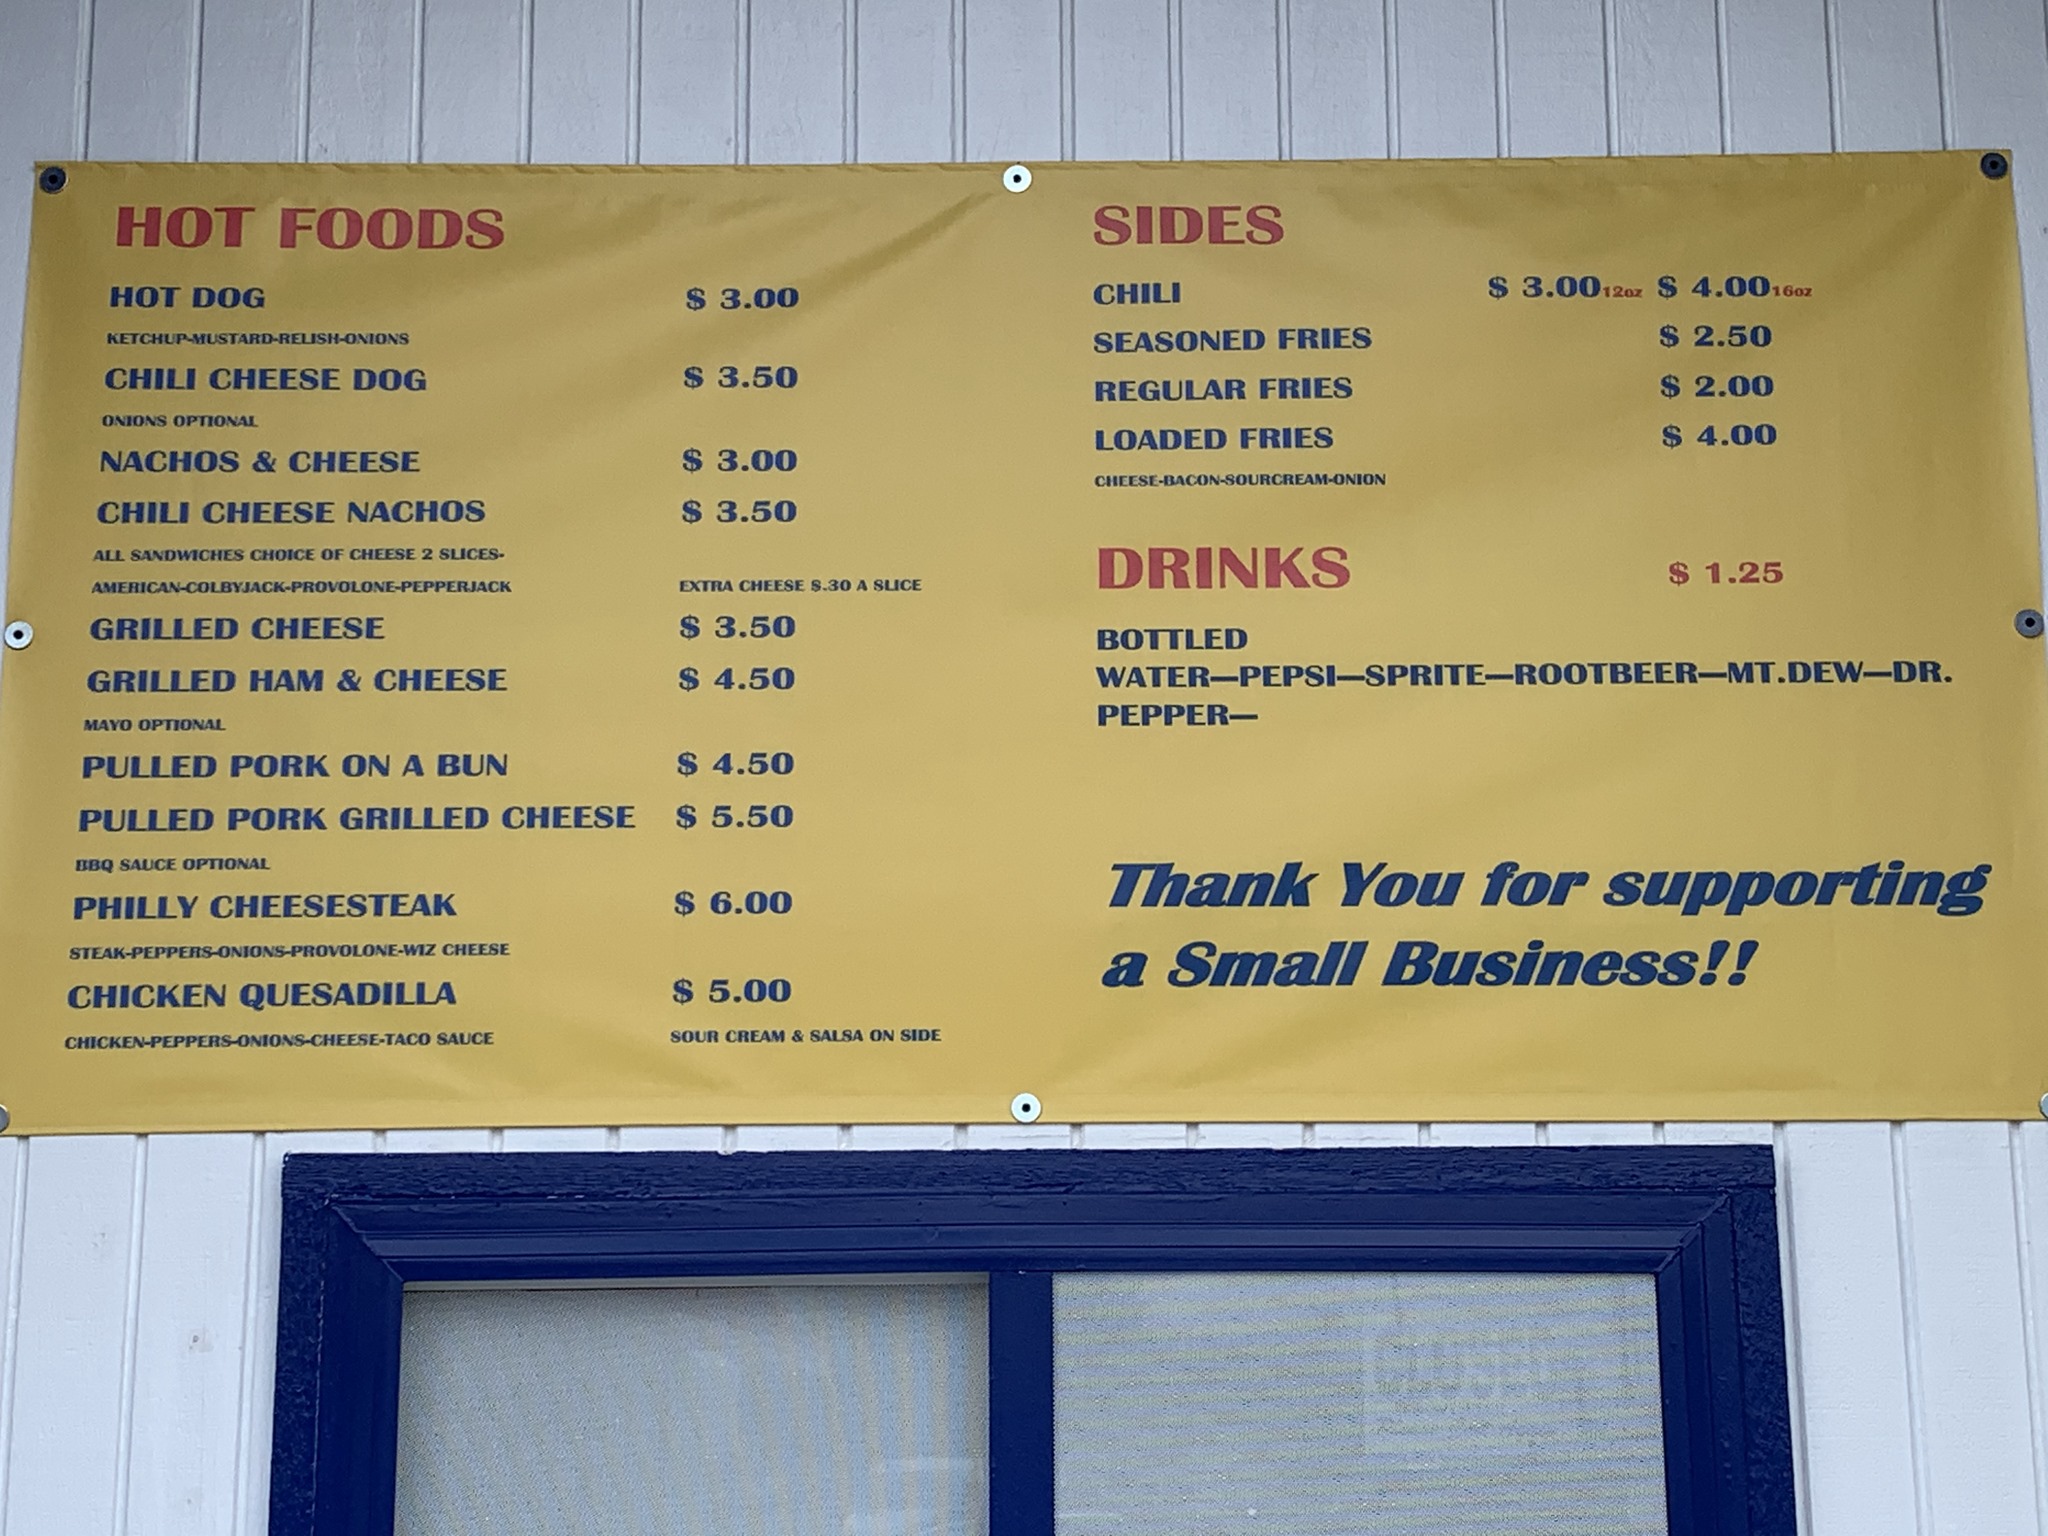 HOT FOODS
HOT DOG $ 3.00
KETCHUP-MUSTARD-RELISH-ONIONS
CHILI CHEESE DOG $ 3.50
ONIONS OPTIONAL
NACHOS & CHEESE $ 3.00
CHILI CHEESE NACHOS $ 3.50
ALL SANDWICHES CHOICE OF CHEESE 2 SLICES-
AMERICAN-COLBYJACK-PROVOLONE-PEPPERJACK EXTRA CHEESE $.30 A SLICE
GRILLED CHEESE $ 3.50
GRILLED HAM & CHEESE $ 4.50
MAYO OPTIONAL
PULLED PORK ON A BUN $ 4.50
PULLED PORK GRILLED CHEESE $ 5.50
BBQ SAUCE OPTIONAL
PHILLY CHEESESTEAK $ 6.00
STEAK-PEPPERS-ONIONS-PROVOLONE-WIZ CHEESE
CHICKEN QUESADILLA $ 5.00
CHICKEN-PEPPERS-ONIONS-CHEESE-TACO SAUCE SOUR CREAM & SALSA ON SIDE
SIDES
CHILI $ 3.00 12oz $ 4.00 16oz
SEASONED FRIES $ 2.50
REGULAR FRIES $ 2.00
LOADED FRIES $ 4.00
CHEESE-BACON-SOURCREAM-ONION
DRINKS $ 1.25
BOTTLED
WATER—PEPSI—SPRITE—ROOTBEER—MT.DEW—DR.
PEPPER—
Thank You for supporting
a Small Business!!